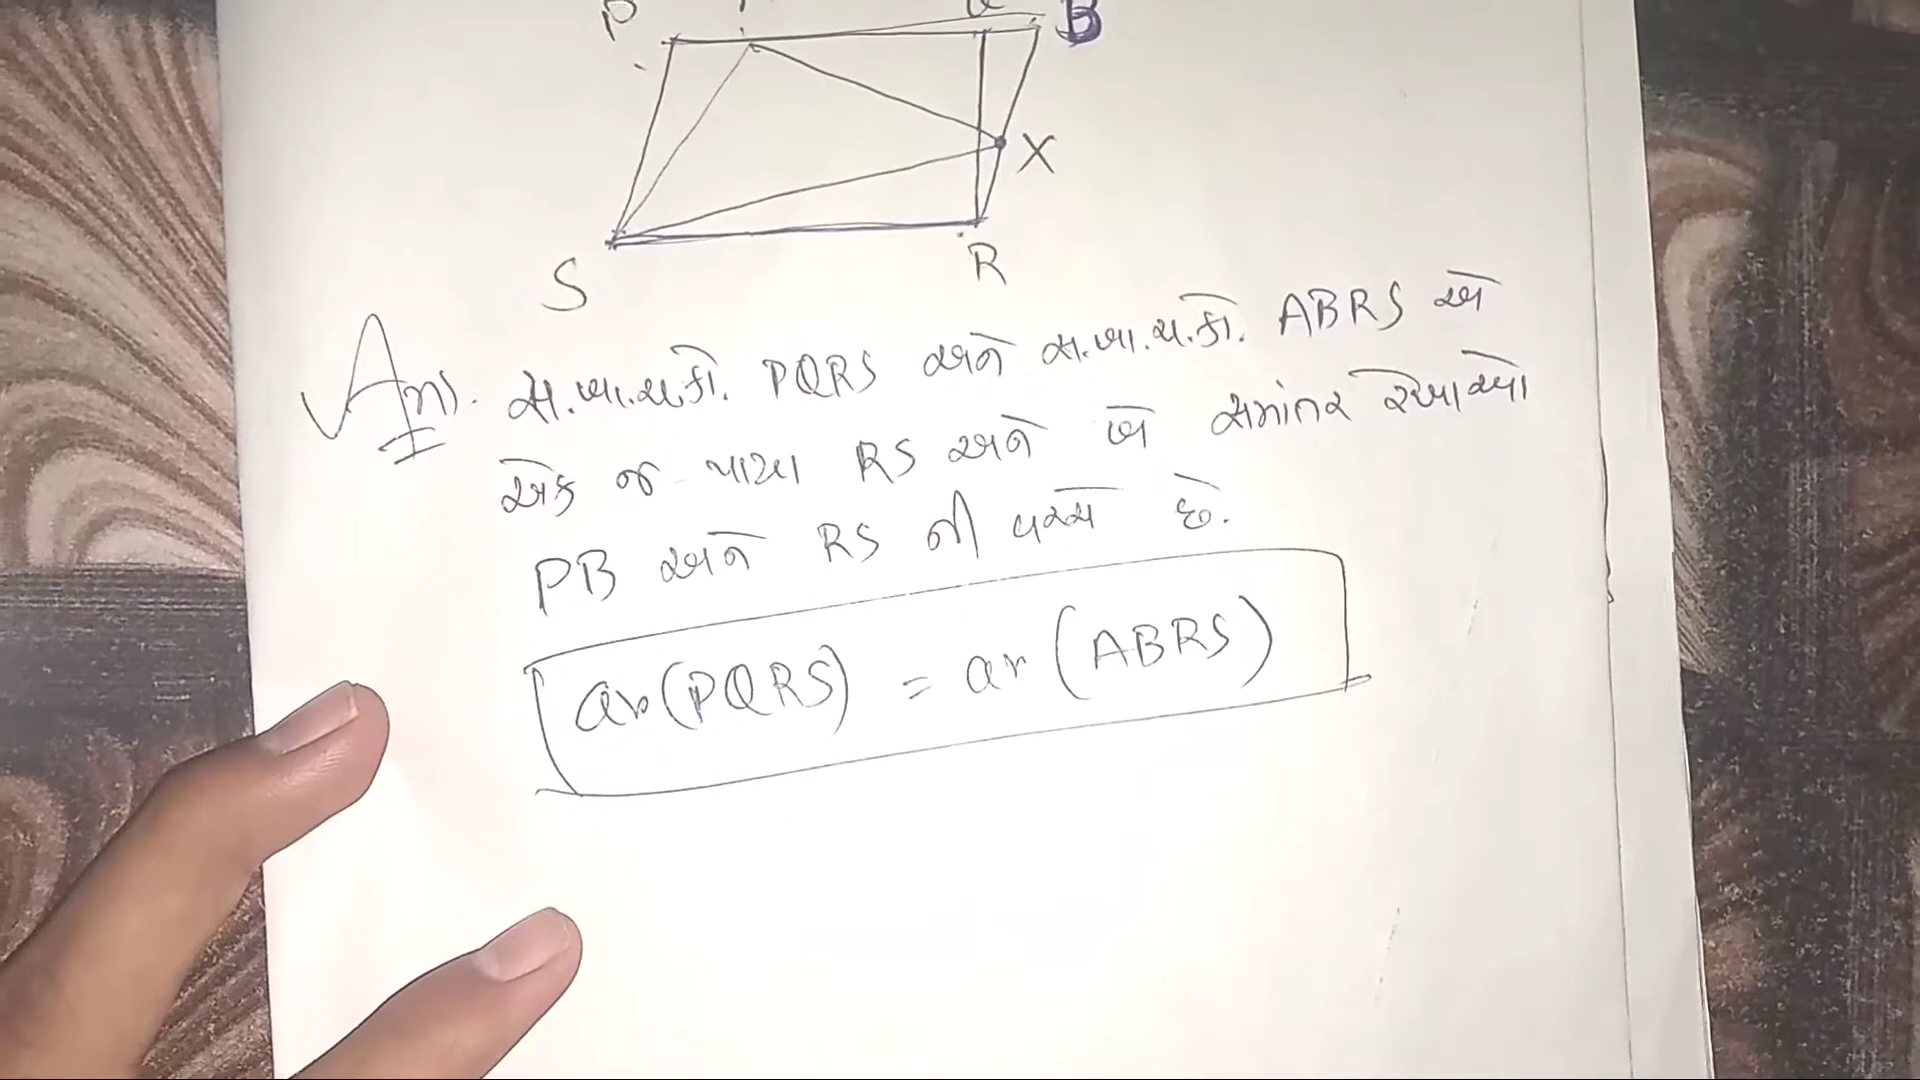 P
B
X
S
R
Ans. સ.બા.ચ.કો. PQRS અને સ.બા.ચ.કો. ABRS એ
એક જ પાયા RS અને બે સમાંતર રેખાઓ
PB અને RS ની વચ્ચે છે.
ar(PQRS) = ar(ABRS)